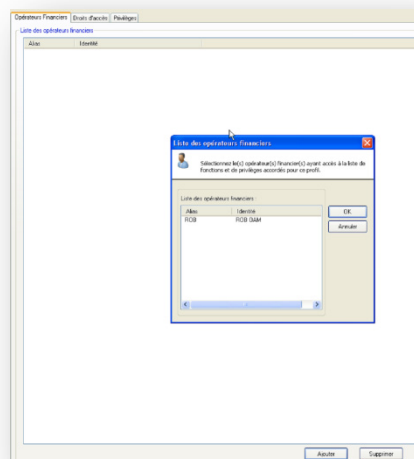 Opérateurs Financiers Droits d'accès Privilèges
Liste des opérateurs financiers
Alias Identité
Liste des opérateurs financiers
Sélectionnez le(s) opérateur(s) financier(s) ayant accès à la liste de
fonctions et de privilèges accordés pour ce profil.
Liste des opérateurs financiers :
Alias Identité
ROB ROB DAM
OK
Annuler
Ajouter Supprimer